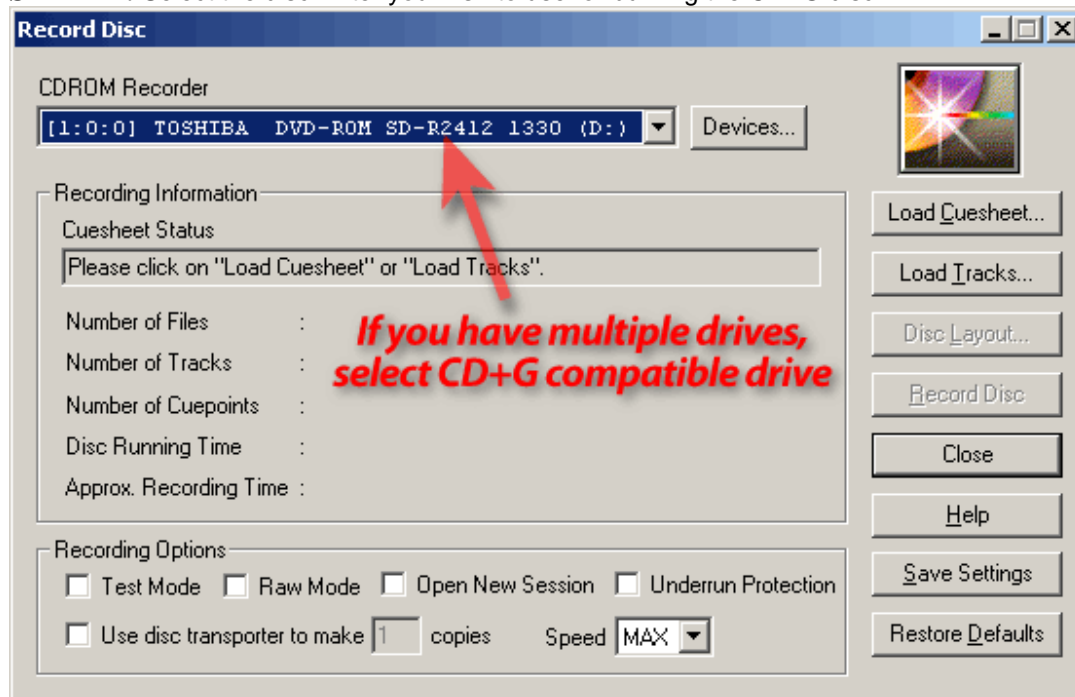 Record Disc
CDROM Recorder
[1:0:0] TOSHIBA DVD-ROM SD-R2412 1330 (D:)
Devices...
Recording Information
Cuesheet Status
Please click on "Load Cuesheet" or "Load Tracks".
Number of Files :
Number of Tracks :
Number of Cuepoints :
Disc Running Time :
Approx. Recording Time :
If you have multiple drives,
select CD+G compatible drive
Recording Options
Test Mode Raw Mode Open New Session Underrun Protection
Use disc transporter to make 1 copies Speed MAX
Load Cuesheet...
Load Tracks...
Disc Layout...
Record Disc
Close
Help
Save Settings
Restore Defaults